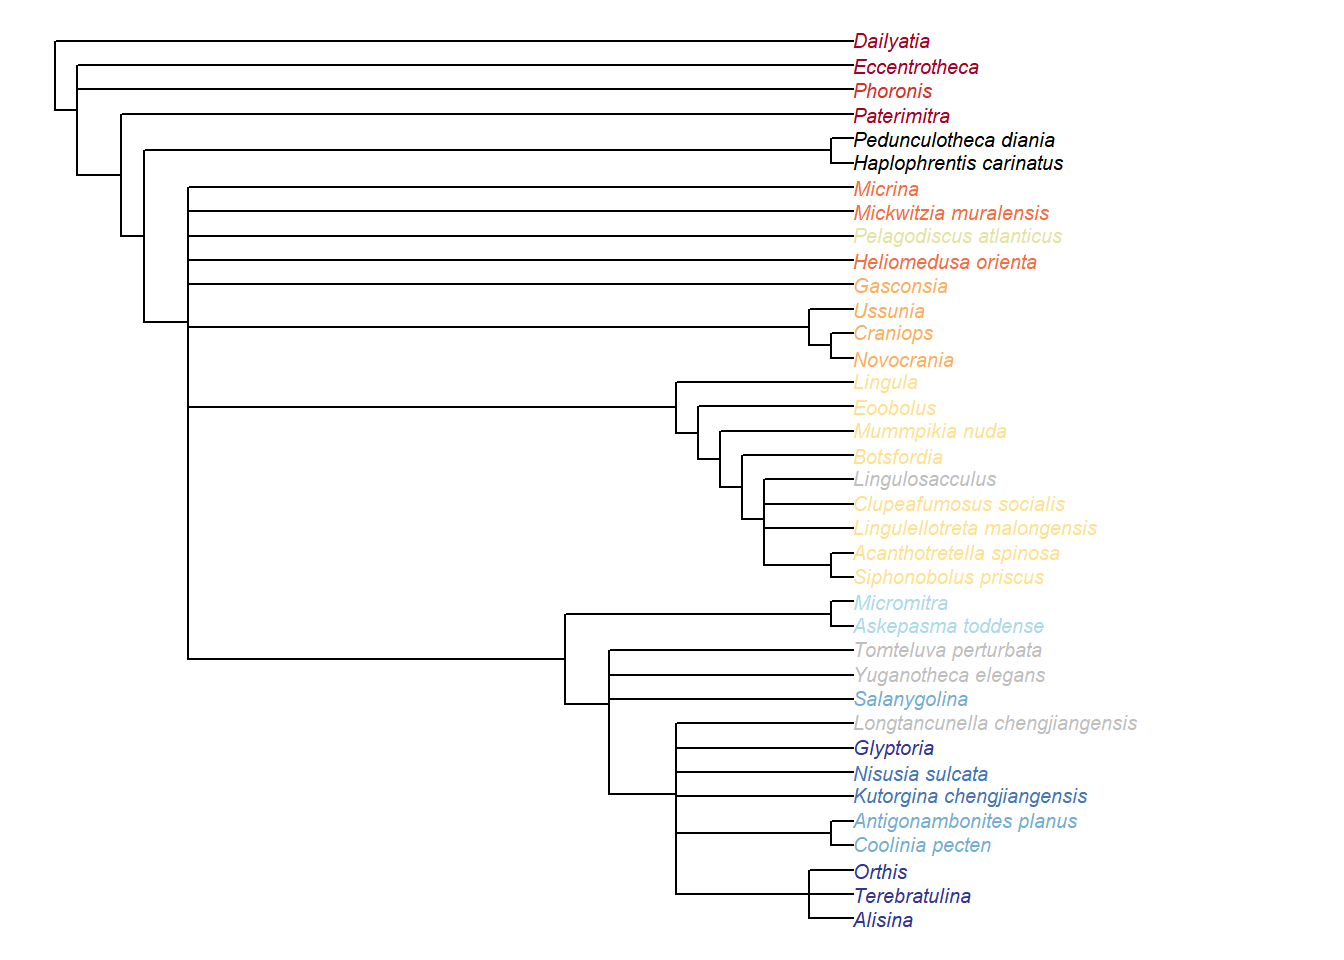 Dailyatia
Eccentrotheca
Phoronis
Paterimitra
Pedunculotheca diania
Haplophrentis carinatus
Micrina
Mickwitzia muralensis
Pelagodiscus atlanticus
Heliomedusa orienta
Gasconsia
Ussunia
Craniops
Novocrania
Lingula
Eoobolus
Mummpikia nuda
Botsfordia
Lingulosacculus
Clupeafumosus socialis
Lingulellotreta malongensis
Acanthotretella spinosa
Siphonobolus priscus
Micromitra
Askepasma toddense
Tomteluva perturbata
Yuganotheca elegans
Salanygolina
Longtancunella chengjiangensis
Glyptoria
Nisusia sulcata
Kutorgina chengjiangensis
Antigonambonites planus
Coolinia pecten
Orthis
Terebratulina
Alisina